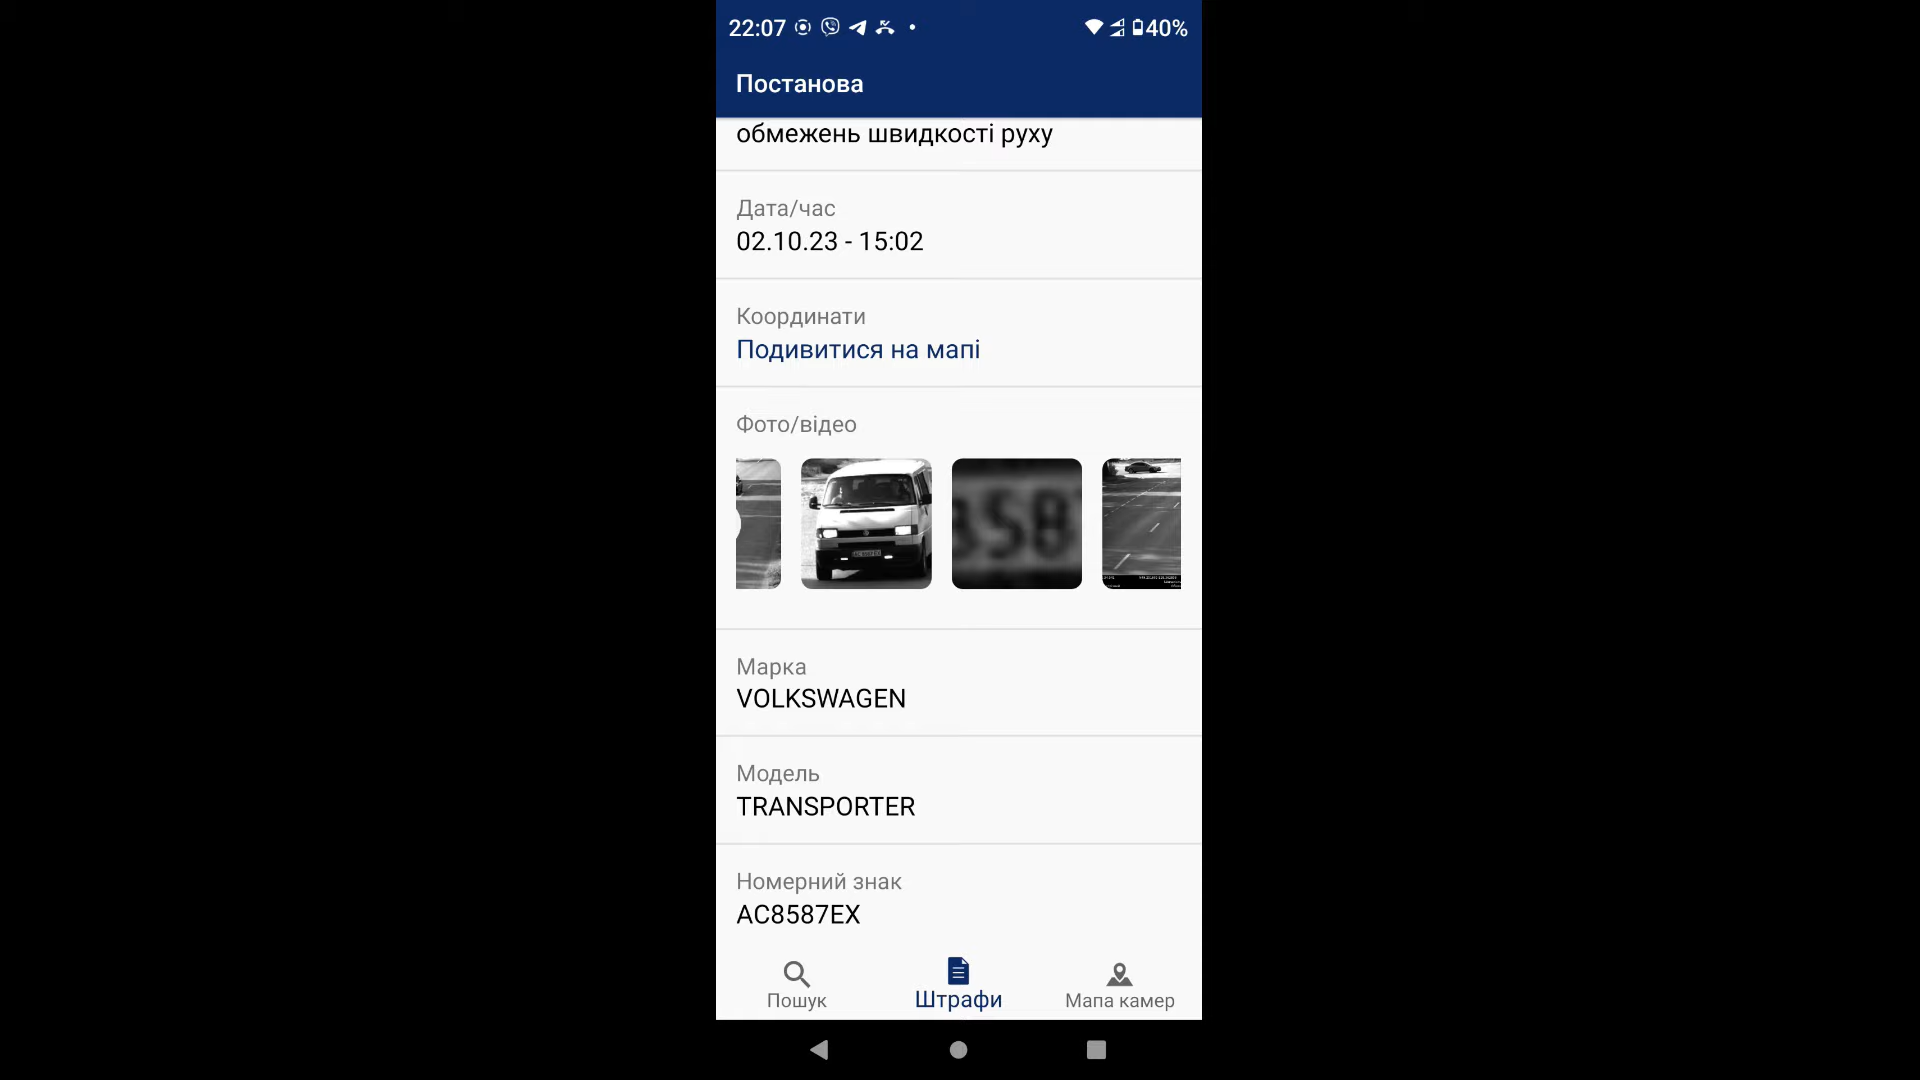 22:07
40%
Постанова
обмежень швидкості руху
Дата/час
02.10.23 - 15:02
Координати
Подивитися на мапі
Фото/відео
358
Марка
VOLKSWAGEN
Модель
TRANSPORTER
Номерний знак
AC8587EX
Пошук
Штрафи
Мапа камер